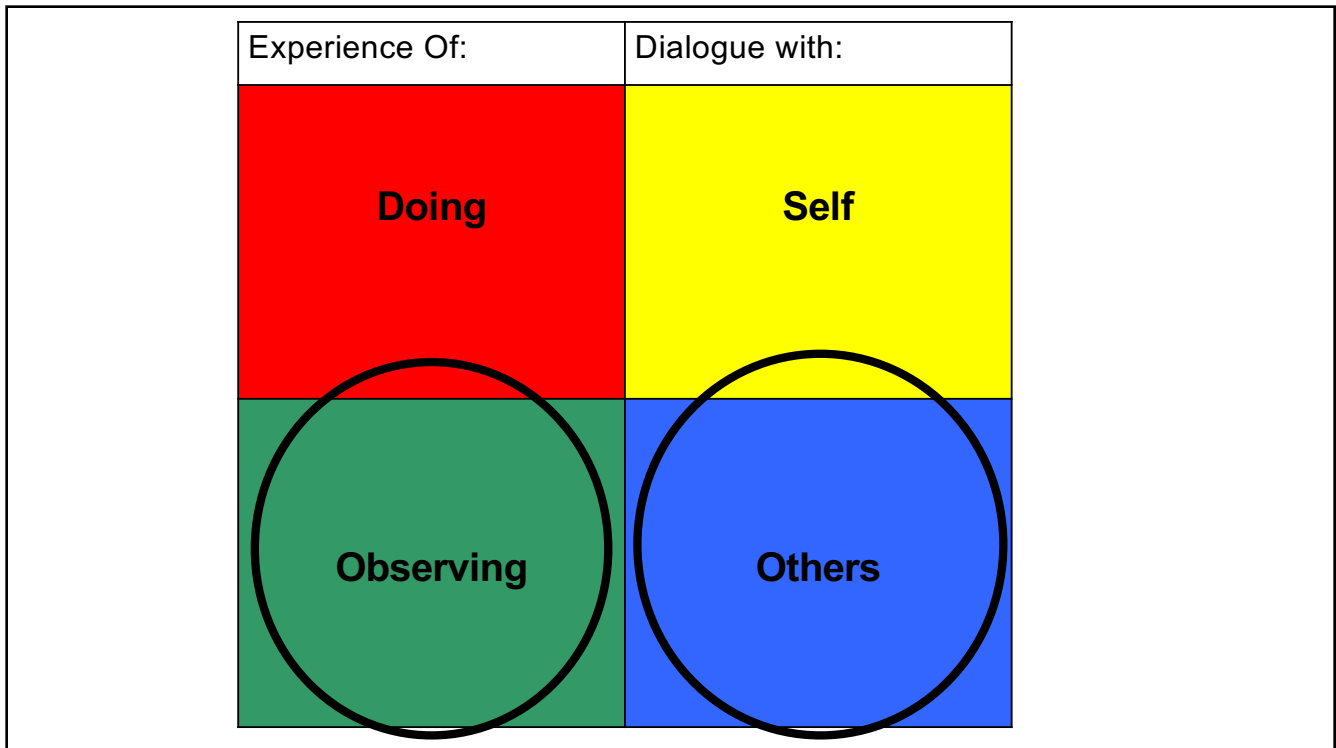 Experience Of:
Dialogue with:
Doing
Self
Observing
Others